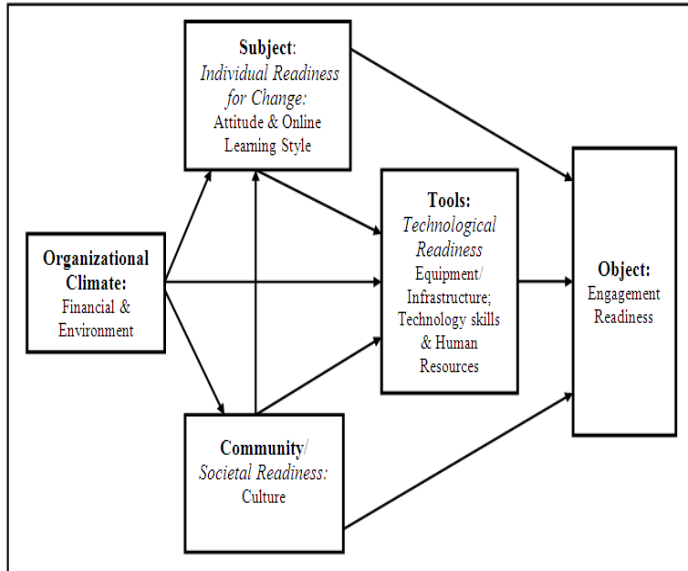 Subject:
Individual Readiness
for Change:
Attitude & Online
Learning Style
Organizational
Climate:
Financial &
Environment
Tools:
Technological
Readiness
Equipment/
Infrastructure;
Technology skills
& Human
Resources
Object:
Engagement
Readiness
Community/
Societal Readiness:
Culture